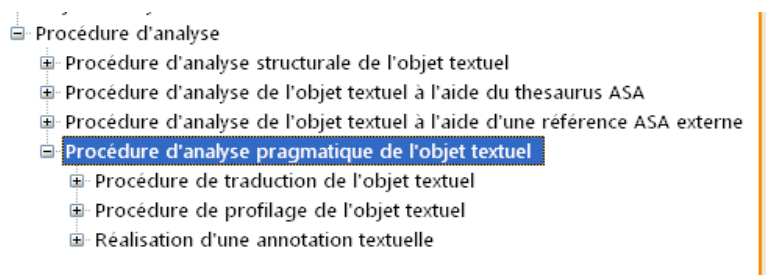 Procédure d'analyse
Procédure d'analyse structurale de l'objet textuel
Procédure d'analyse de l'objet textuel à l'aide du thesaurus ASA
Procédure d'analyse de l'objet textuel à l'aide d'une référence ASA externe
Procédure d'analyse pragmatique de l'objet textuel
Procédure de traduction de l'objet textuel
Procédure de profilage de l'objet textuel
Réalisation d'une annotation textuelle